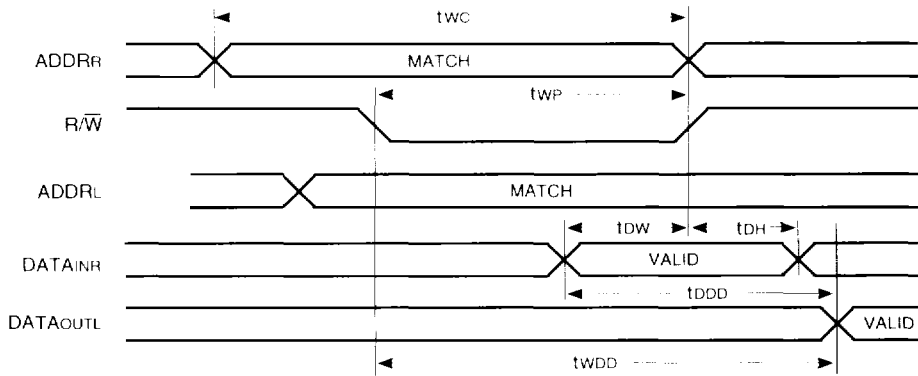 tWC
ADDRR
MATCH
tWP
R/W̅
ADDRL
MATCH
tDW
tDH
DATAINR
VALID
tDDD
DATAOUTL
VALID
tWDD